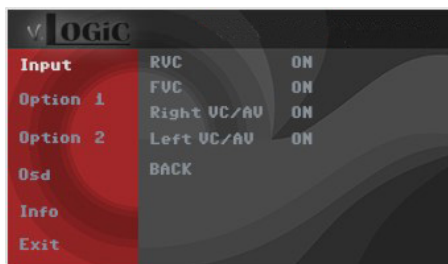 v.LOGiC
Input
Option 1
Option 2
Osd
Info
Exit
RVC ON
FVC ON
Right VC/AV ON
Left VC/AV ON
BACK